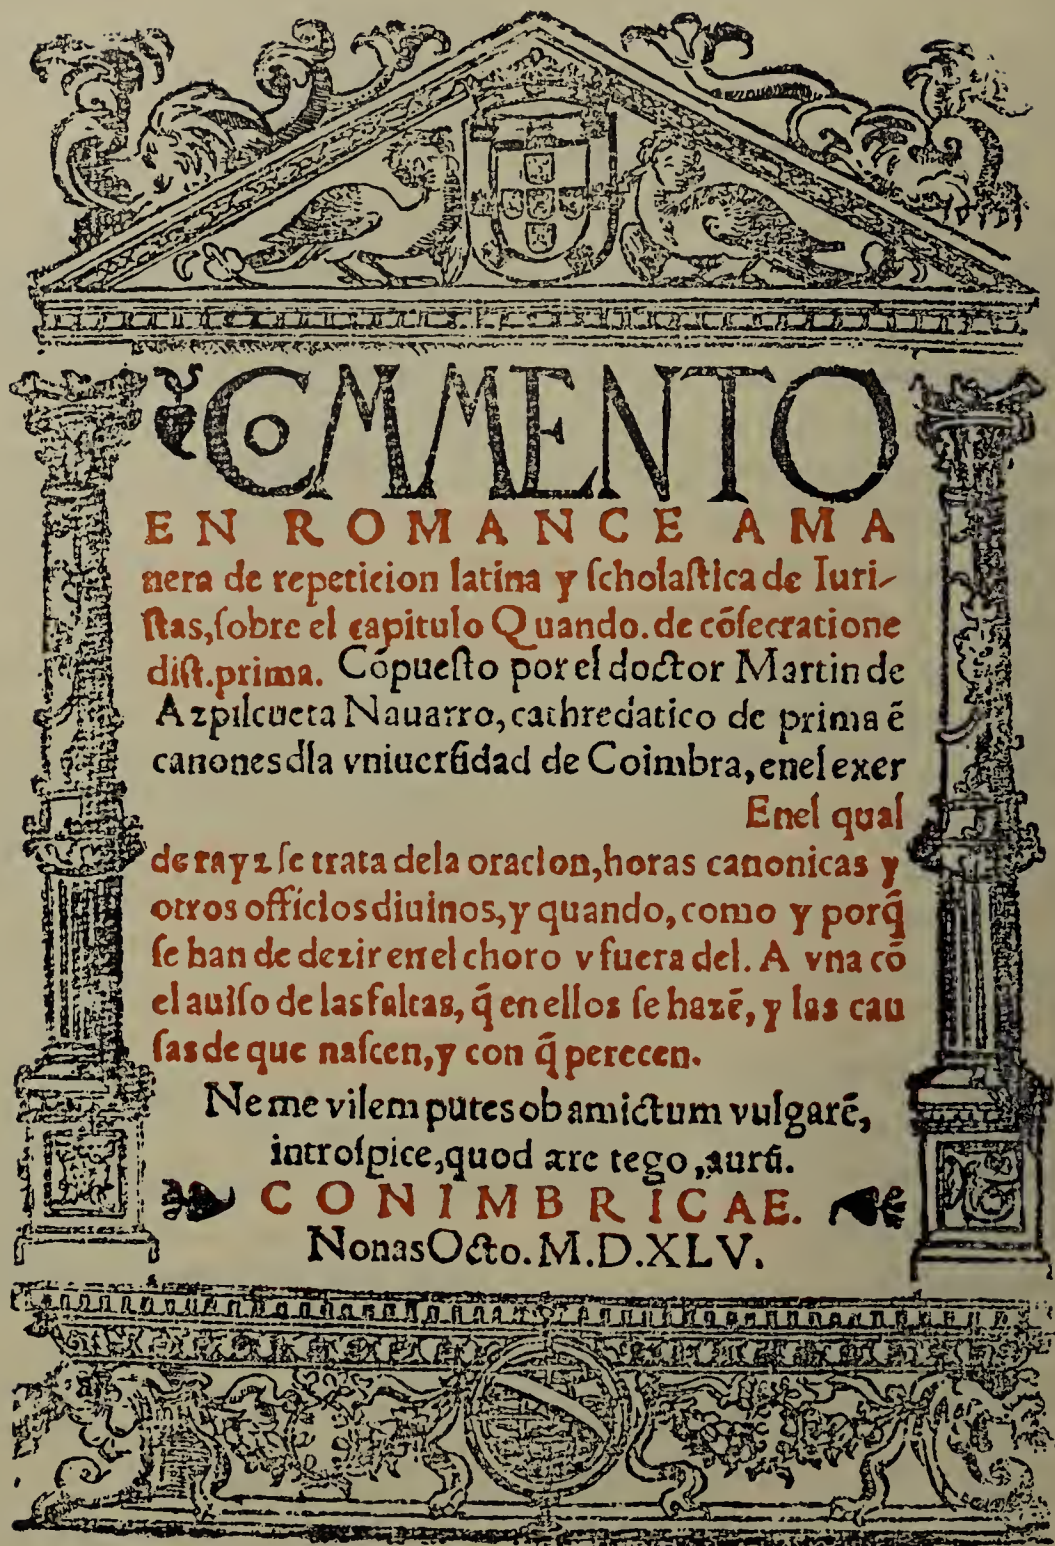 COMMENTO
EN ROMANCE A MA
nera de repeticion latina y ſcholaſtica de Iuri-
ſtas, ſobre el capitulo Quando. de cõſecratione
diſt. prima. Cõpueſto por el doctor Martin de
Azpilcueta Nauarro, cathredatico de prima ẽ
canones dla vniuerſidad de Coimbra, enel exer
Enel qual
de rayz ſe trata dela oracion, horas canonicas y
otros officios diuinos, y quando, como y porq̃
ſe han de dezir en el choro v fuera del. A vna cõ
el auiſo de las faltas, q̃ en ellos ſe hazẽ, y las cau
ſas de que naſcen, y con q̃ perecen.
Ne me vilem putes ob amictum vulgarẽ,
introſpice, quod ære tego, aurũ.
CONIMBRICAE.
Nonas Octo. M.D.XLV.